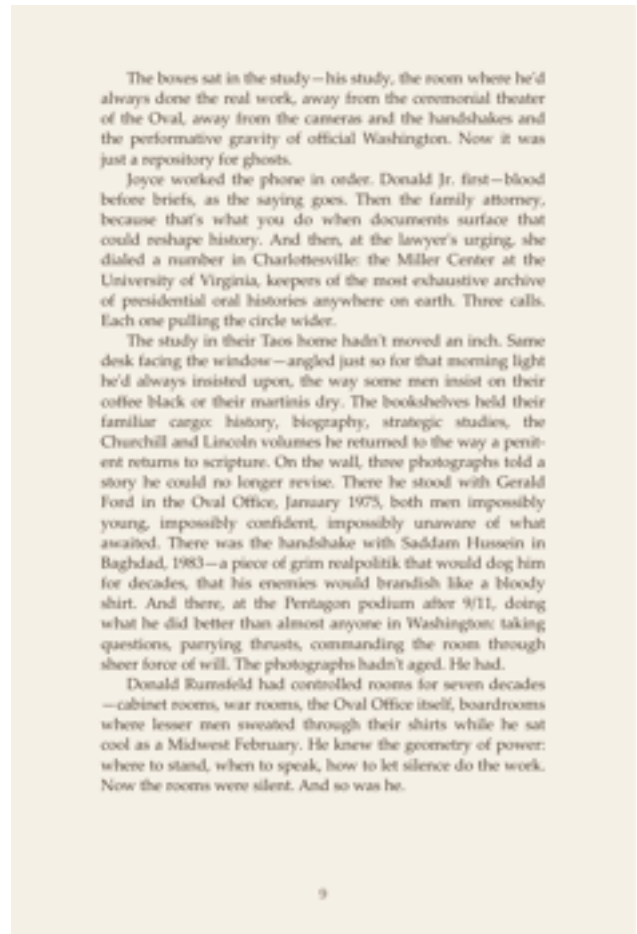 The boxes sat in the study—his study, the room where he'd
always done the real work, away from the ceremonial theater
of the Oval, away from the cameras and the handshakes and
the performative gravity of official Washington. Now it was
just a repository for ghosts.
Joyce worked the phone in order. Donald Jr. first—blood
before briefs, as the saying goes. Then the family attorney,
because that's what you do when documents surface that
could reshape history. And then, at the lawyer's urging, she
dialed a number in Charlottesville: the Miller Center at the
University of Virginia, keepers of the most exhaustive archive
of presidential oral histories anywhere on earth. Three calls.
Each one pulling the circle wider.
The study in their Taos home hadn't moved an inch. Same
desk facing the window—angled just so for that morning light
he'd always insisted upon, the way some men insist on their
coffee black or their martinis dry. The bookshelves held their
familiar cargo: history, biography, strategic studies, the
Churchill and Lincoln volumes he returned to the way a penit-
ent returns to scripture. On the wall, three photographs told a
story he could no longer revise. There he stood with Gerald
Ford in the Oval Office, January 1975, both men impossibly
young, impossibly confident, impossibly unaware of what
awaited. There was the handshake with Saddam Hussein in
Baghdad, 1983—a piece of grim realpolitik that would dog him
for decades, that his enemies would brandish like a bloody
shirt. And there, at the Pentagon podium after 9/11, doing
what he did better than almost anyone in Washington: taking
questions, parrying thrusts, commanding the room through
sheer force of will. The photographs hadn't aged. He had.
Donald Rumsfeld had controlled rooms for seven decades
—cabinet rooms, war rooms, the Oval Office itself, boardrooms
where lesser men sweated through their shirts while he sat
cool as a Midwest February. He knew the geometry of power:
where to stand, when to speak, how to let silence do the work.
Now the rooms were silent. And so was he.
9